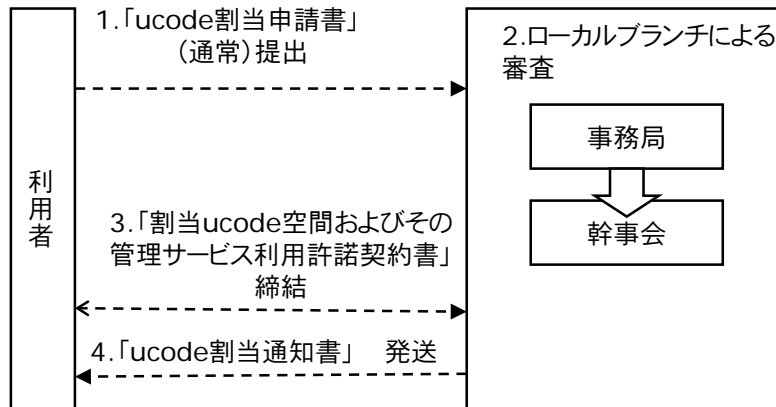 1.「ucode割当申請書」
(通常)提出
2.ローカルブランチによる
審査
事務局
幹事会
利用者
3.「割当ucode空間およびその
管理サービス利用許諾契約書」
締結
4.「ucode割当通知書」 発送